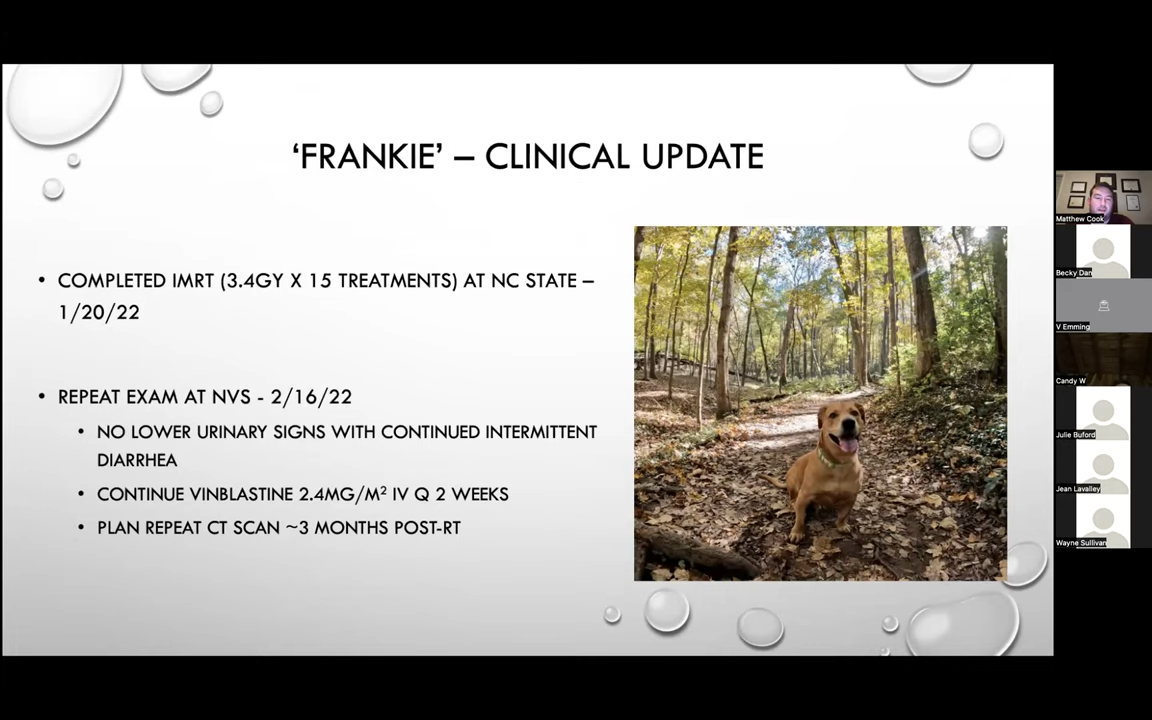 ‘FRANKIE’ – CLINICAL UPDATE
• COMPLETED IMRT (3.4GY X 15 TREATMENTS) AT NC STATE –
1/20/22
• REPEAT EXAM AT NVS - 2/16/22
• NO LOWER URINARY SIGNS WITH CONTINUED INTERMITTENT
DIARRHEA
• CONTINUE VINBLASTINE 2.4MG/M² IV Q 2 WEEKS
• PLAN REPEAT CT SCAN ~3 MONTHS POST-RT
Matthew Cook
Becky Dan
V Emming
Candy W
Julie Buford
Jean Lavalley
Wayne Sullivan